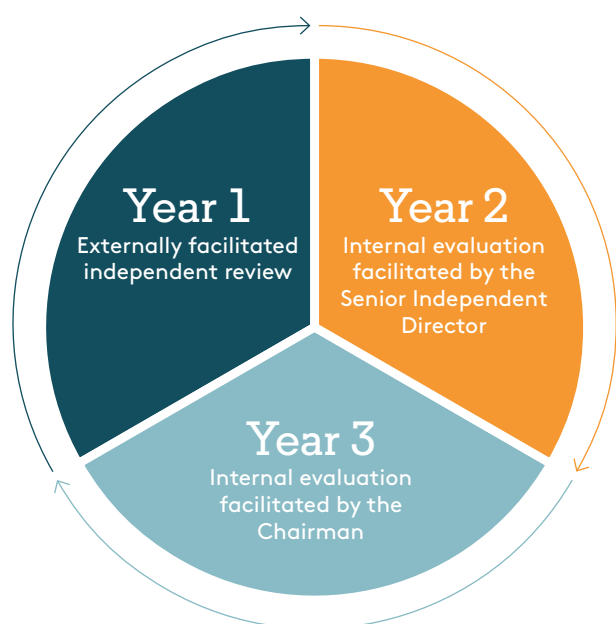 Year 1
Externally facilitated
independent review
Year 2
Internal evaluation
facilitated by the
Senior Independent
Director
Year 3
Internal evaluation
facilitated by the
Chairman